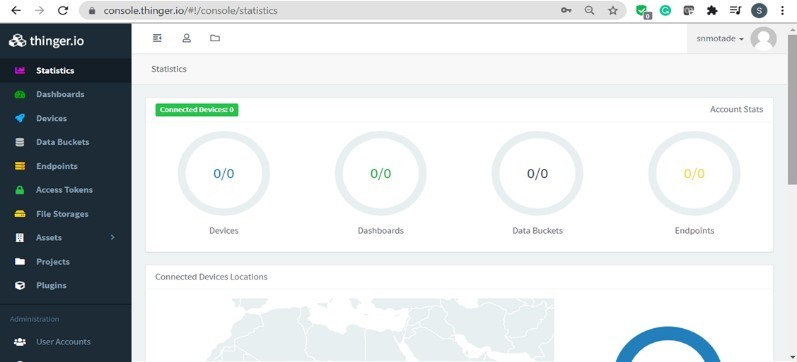 console.thinger.io/#!/console/statistics
0
S
thinger.io
snmotade
Statistics
Statistics
Dashboards
Devices
Data Buckets
Endpoints
Access Tokens
File Storages
Assets
Projects
Plugins
Administration
User Accounts
Connected Devices: 0
Account Stats
0/0
0/0
0/0
0/0
Devices
Dashboards
Data Buckets
Endpoints
Connected Devices Locations